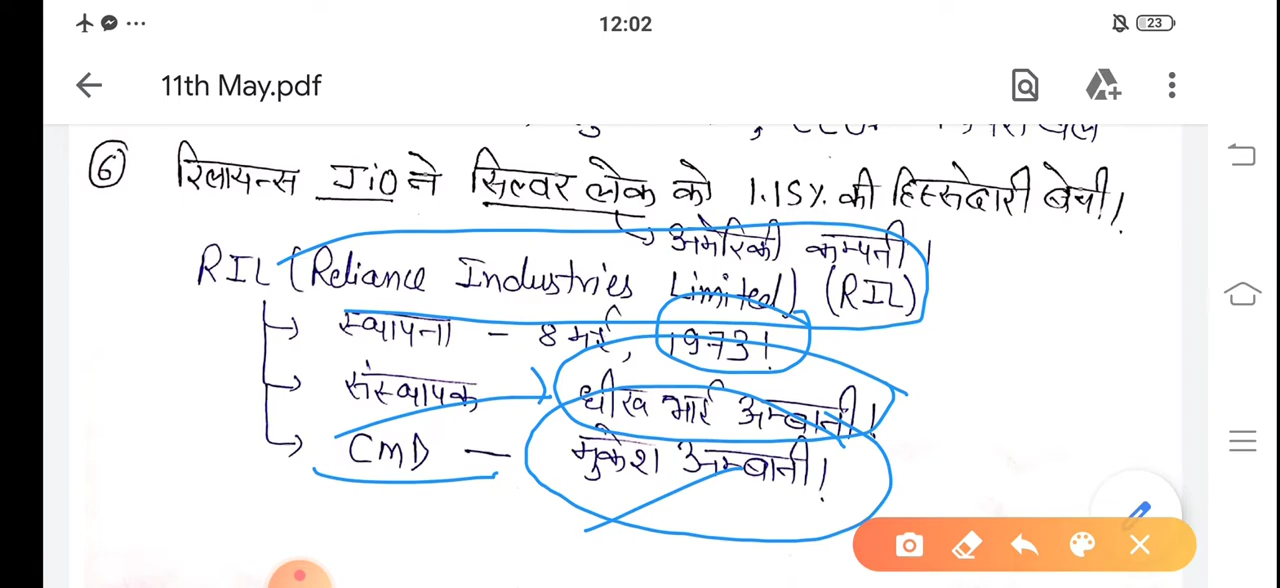 12:02
23
11th May.pdf
6 रिलायन्स Jio ने सिल्वर लेक को 1.15% की हिस्सेदारी बेची!
अमेरिकी कम्पनी।
RIL (Reliance Industries Limited) (RIL)
स्थापना - 8 मई, 1973!
संस्थापक धीरू भाई अम्बानी!
CMD - मुकेश अम्बानी!